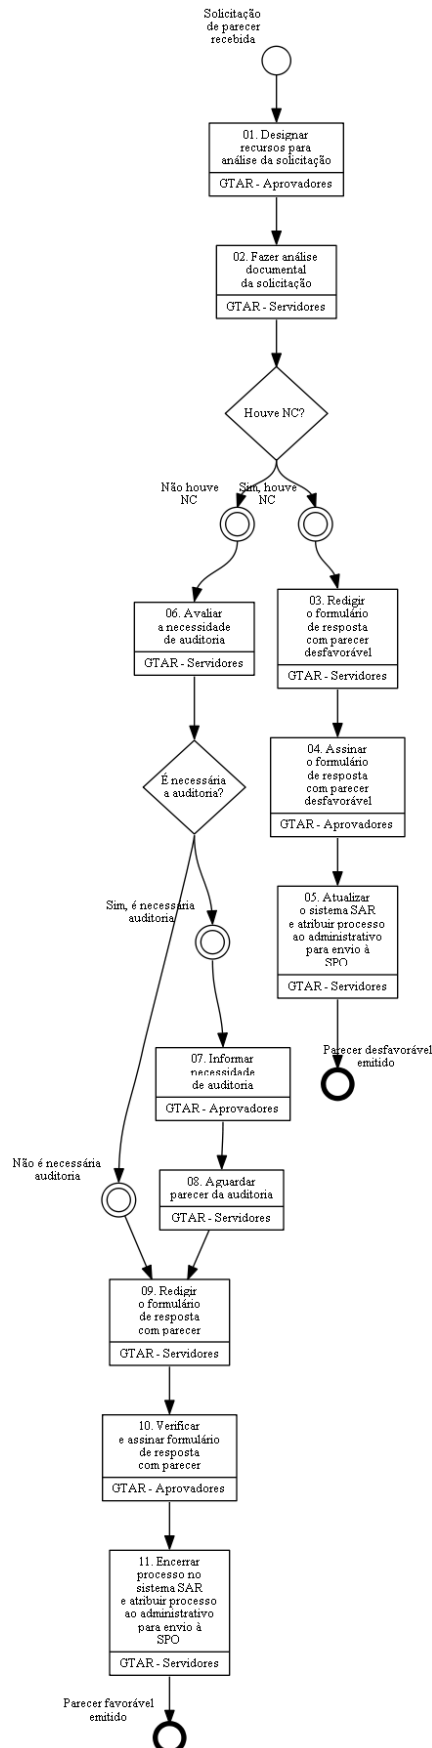 Solicitação
de parecer
recebida
01. Designar
recursos para
análise da solicitação
GTAR - Aprovadores
02. Fazer análise
documental
da solicitação
GTAR - Servidores
Houve NC?
Não houve
NC
Sim, houve
NC
03. Redigir
o formulário
de resposta
com parecer
desfavorável
GTAR - Servidores
06. Avaliar
a necessidade
de auditoria
GTAR - Servidores
04. Assinar
o formulário
de resposta
com parecer
desfavorável
GTAR - Aprovadores
É necessária
a auditoria?
05. Atualizar
o sistema SAR
e atribuir processo
ao administrativo
para envio à
SPO
GTAR - Servidores
Sim, é necessária
auditoria
Parecer desfavorável
emitido
07. Informar
necessidade
de auditoria
GTAR - Aprovadores
Não é necessária
auditoria
08. Aguardar
parecer da auditoria
GTAR - Servidores
09. Redigir
o formulário
de resposta
com parecer
GTAR - Servidores
10. Verificar
e assinar formulário
de resposta
com parecer
GTAR - Aprovadores
11. Encerrar
processo no
sistema SAR
e atribuir processo
ao administrativo
para envio à
SPO
GTAR - Servidores
Parecer favorável
emitido